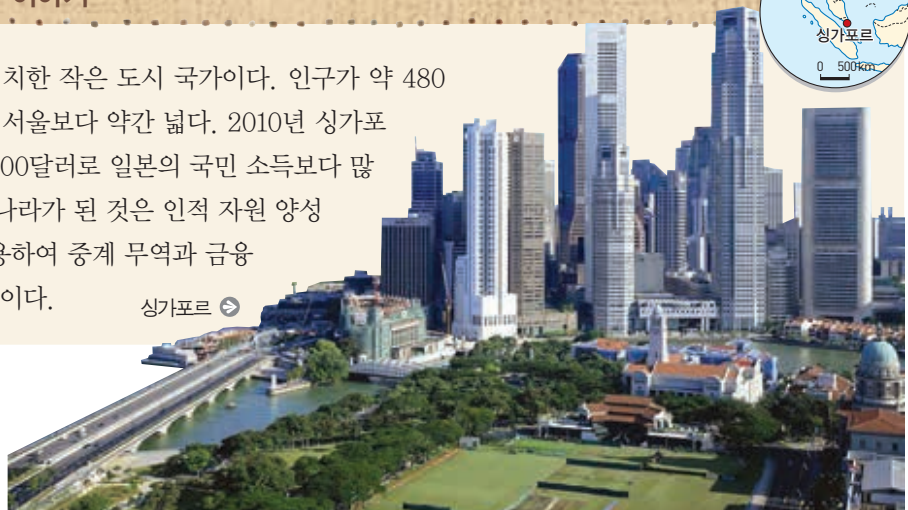 이야기
치한 작은 도시 국가이다. 인구가 약 480
서울보다 약간 넓다. 2010년 싱가포
00달러로 일본의 국민 소득보다 많
나라가 된 것은 인적 자원 양성
용하여 중계 무역과 금융
이다.
싱가포르
싱가포르
0 500km